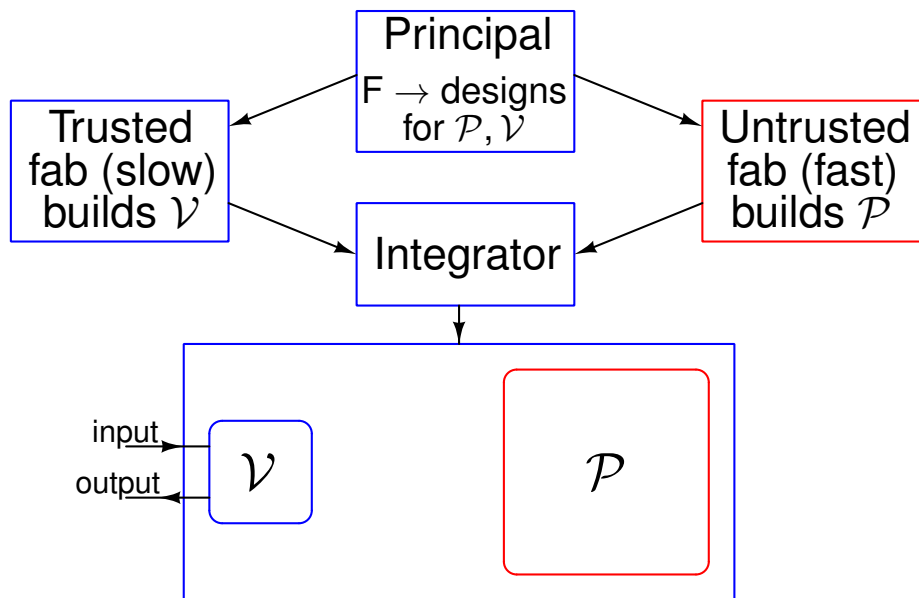 Principal
F → designs
for 𝒫, 𝒱
Trusted
fab (slow)
builds 𝒱
Untrusted
fab (fast)
builds 𝒫
Integrator
input
output
𝒱
𝒫